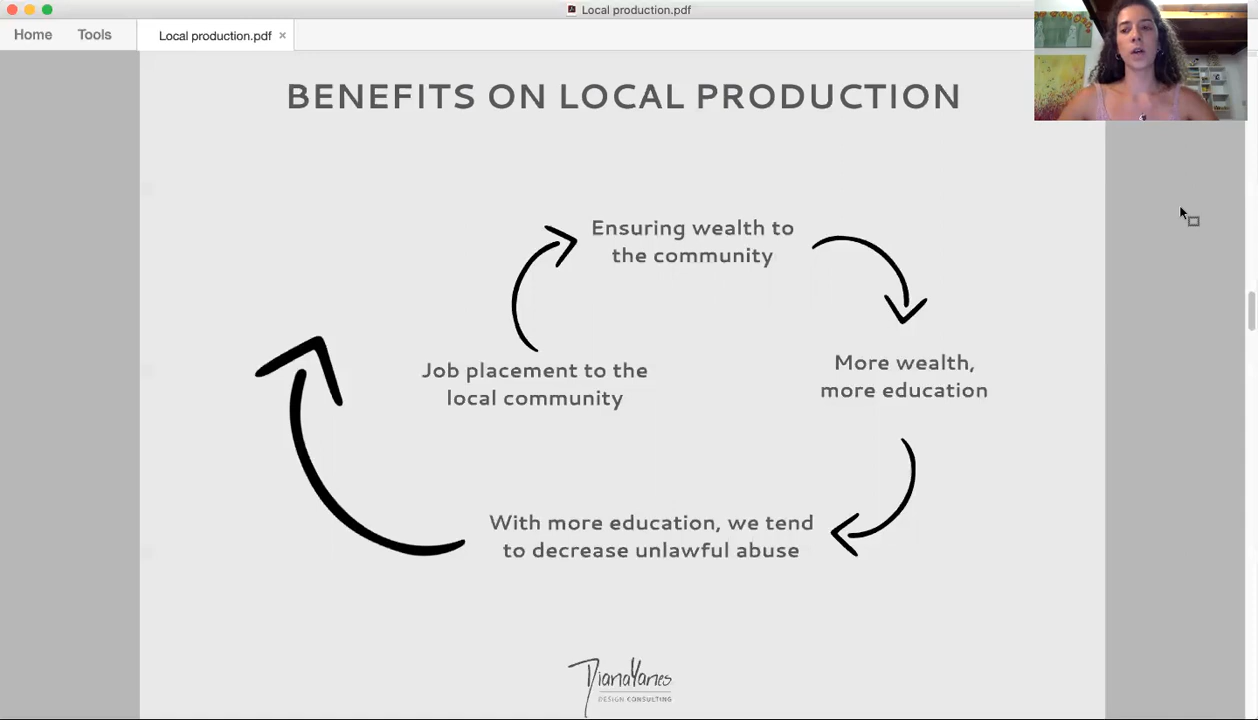 Local production.pdf
Home Tools Local production.pdf ×
BENEFITS ON LOCAL PRODUCTION
Ensuring wealth to
the community
Job placement to the
local community
More wealth,
more education
With more education, we tend
to decrease unlawful abuse
DianaYanes
DESIGN CONSULTING